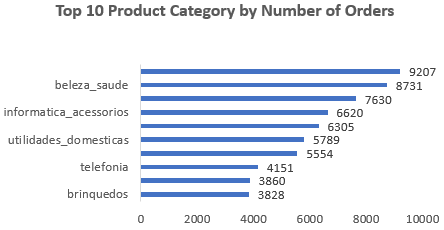 Top 10 Product Category by Number of Orders
9207
beleza_saude 8731
7630
informatica_acessorios 6620
6305
utilidades_domesticas 5789
5554
telefonia 4151
3860
brinquedos 3828
0 2000 4000 6000 8000 10000